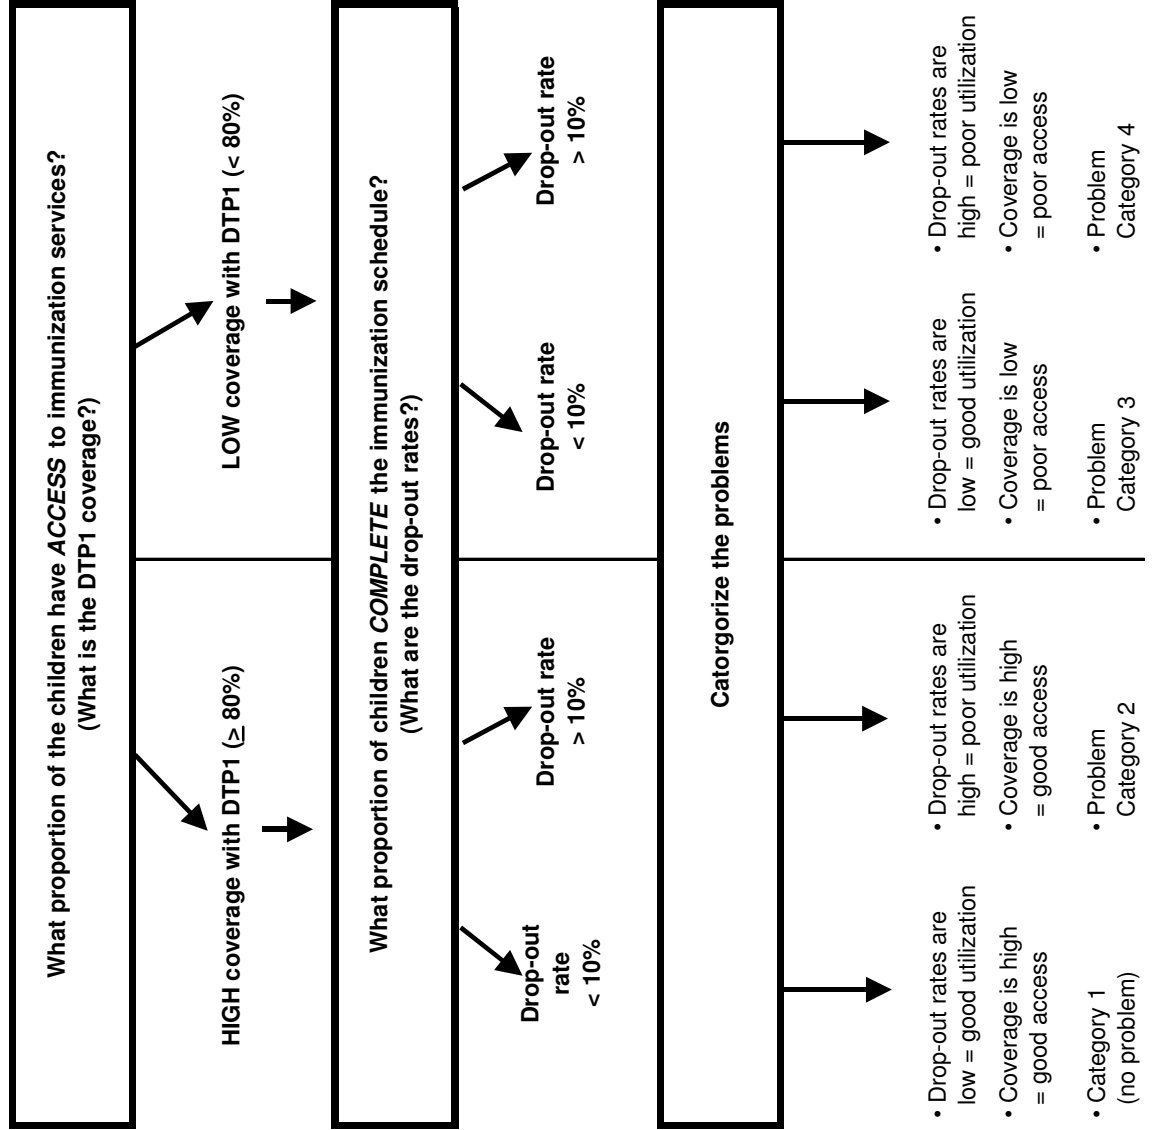 What proportion of the children have ACCESS to immunization services?
(What is the DTP1 coverage?)
HIGH coverage with DTP1 (≥ 80%)
LOW coverage with DTP1 (< 80%)
What proportion of children COMPLETE the immunization schedule?
(What are the drop-out rates?)
Drop-out
rate
< 10%
Drop-out rate
> 10%
Drop-out rate
< 10%
Drop-out rate
> 10%
Catorgorize the problems
• Drop-out rates are
low = good utilization
• Coverage is high
= good access
• Category 1
(no problem)
• Drop-out rates are
high = poor utilization
• Coverage is high
= good access
• Problem
Category 2
• Drop-out rates are
low = good utilization
• Coverage is low
= poor access
• Problem
Category 3
• Drop-out rates are
high = poor utilization
• Coverage is low
= poor access
• Problem
Category 4